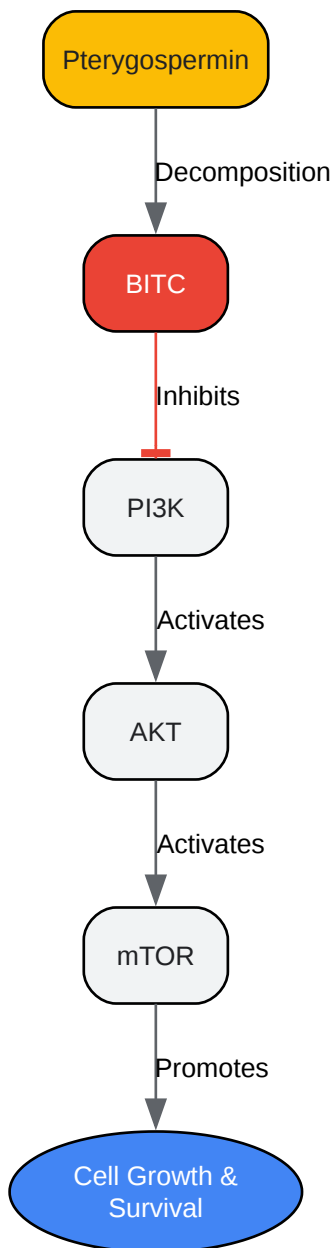 Pterygospermin
Decomposition
BITC
Inhibits
PI3K
Activates
AKT
Activates
mTOR
Promotes
Cell Growth &
Survival